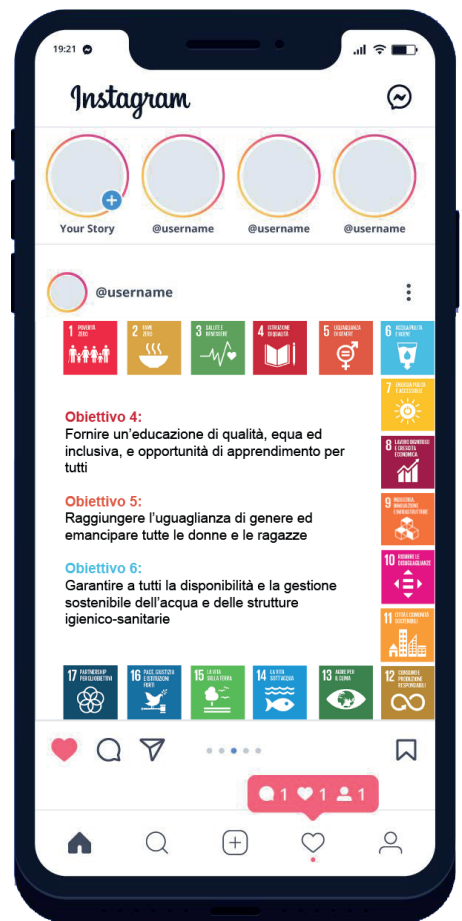 19:21
Instagram
Your Story @username @username @username
@username
1 POVERTÀ ZERO
2 FAME ZERO
3 SALUTE E BENESSERE
4 ISTRUZIONE DI QUALITÀ
5 UGUAGLIANZA DI GENERE
6 ACQUA PULITA E IGIENE
7 ENERGIA PULITA E ACCESSIBILE
8 LAVORO DIGNITOSO E CRESCITA ECONOMICA
Obiettivo 4:
Fornire un’educazione di qualità, equa ed
inclusiva, e opportunità di apprendimento per
tutti
9 INDUSTRIA, INNOVAZIONE E INFRASTRUTTURE
Obiettivo 5:
Raggiungere l’uguaglianza di genere ed
emancipare tutte le donne e le ragazze
10 RIDURRE LE DISUGUAGLIANZE
Obiettivo 6:
Garantire a tutti la disponibilità e la gestione
sostenibile dell’acqua e delle strutture
igienico-sanitarie
11 CITTÀ E COMUNITÀ SOSTENIBILI
17 PARTNERSHIP PER GLI OBIETTIVI
16 PACE, GIUSTIZIA E ISTITUZIONI FORTI
15 LA VITA SULLA TERRA
14 LA VITA SOTT'ACQUA
13 AGIRE PER IL CLIMA
12 CONSUMO E PRODUZIONE RESPONSABILI
1 1 1